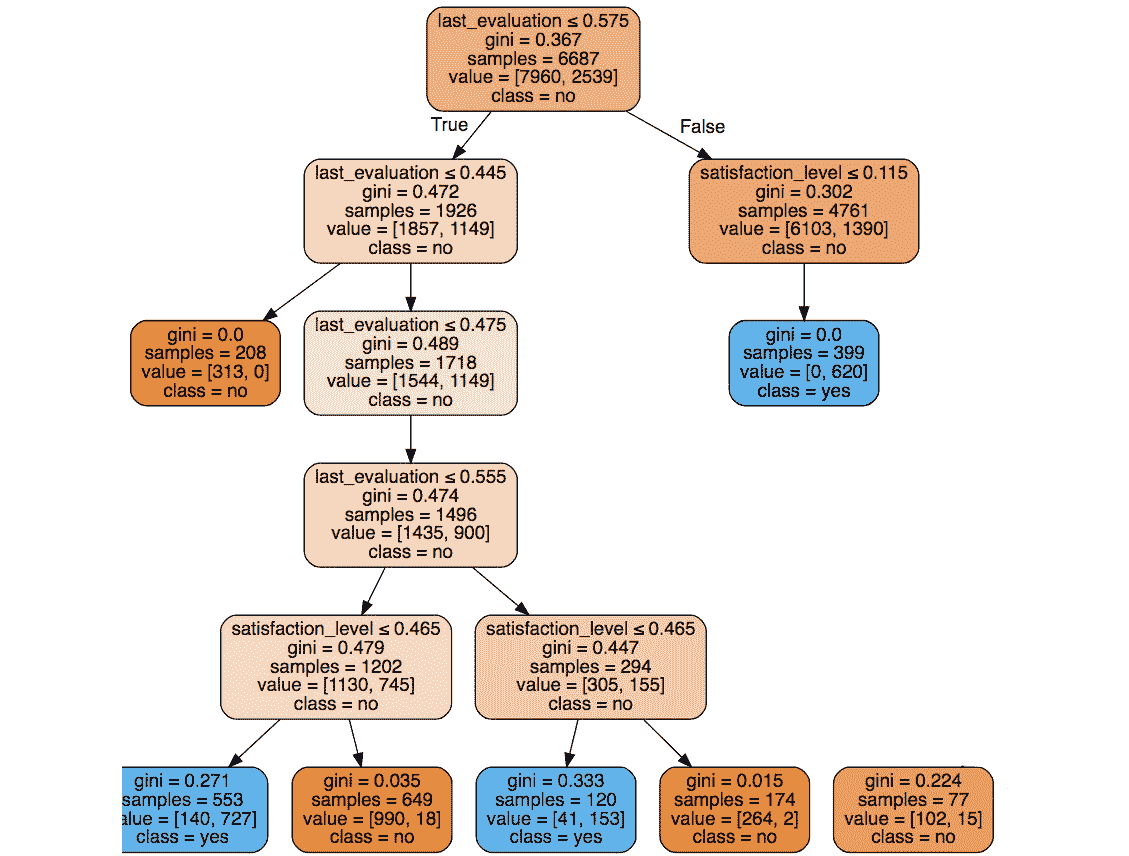 last_evaluation ≤ 0.575
gini = 0.367
samples = 6687
value = [7960, 2539]
class = no
True
False
last_evaluation ≤ 0.445
gini = 0.472
samples = 1926
value = [1857, 1149]
class = no
satisfaction_level ≤ 0.115
gini = 0.302
samples = 4761
value = [6103, 1390]
class = no
gini = 0.0
samples = 208
value = [313, 0]
class = no
last_evaluation ≤ 0.475
gini = 0.489
samples = 1718
value = [1544, 1149]
class = no
gini = 0.0
samples = 399
value = [0, 620]
class = yes
last_evaluation ≤ 0.555
gini = 0.474
samples = 1496
value = [1435, 900]
class = no
satisfaction_level ≤ 0.465
gini = 0.479
samples = 1202
value = [1130, 745]
class = no
satisfaction_level ≤ 0.465
gini = 0.447
samples = 294
value = [305, 155]
class = no
gini = 0.271
samples = 553
alue = [140, 727]
class = yes
gini = 0.035
samples = 649
value = [990, 18]
class = no
gini = 0.333
samples = 120
value = [41, 153]
class = yes
gini = 0.015
samples = 174
value = [264, 2]
class = no
gini = 0.224
samples = 77
value = [102, 15]
class = no